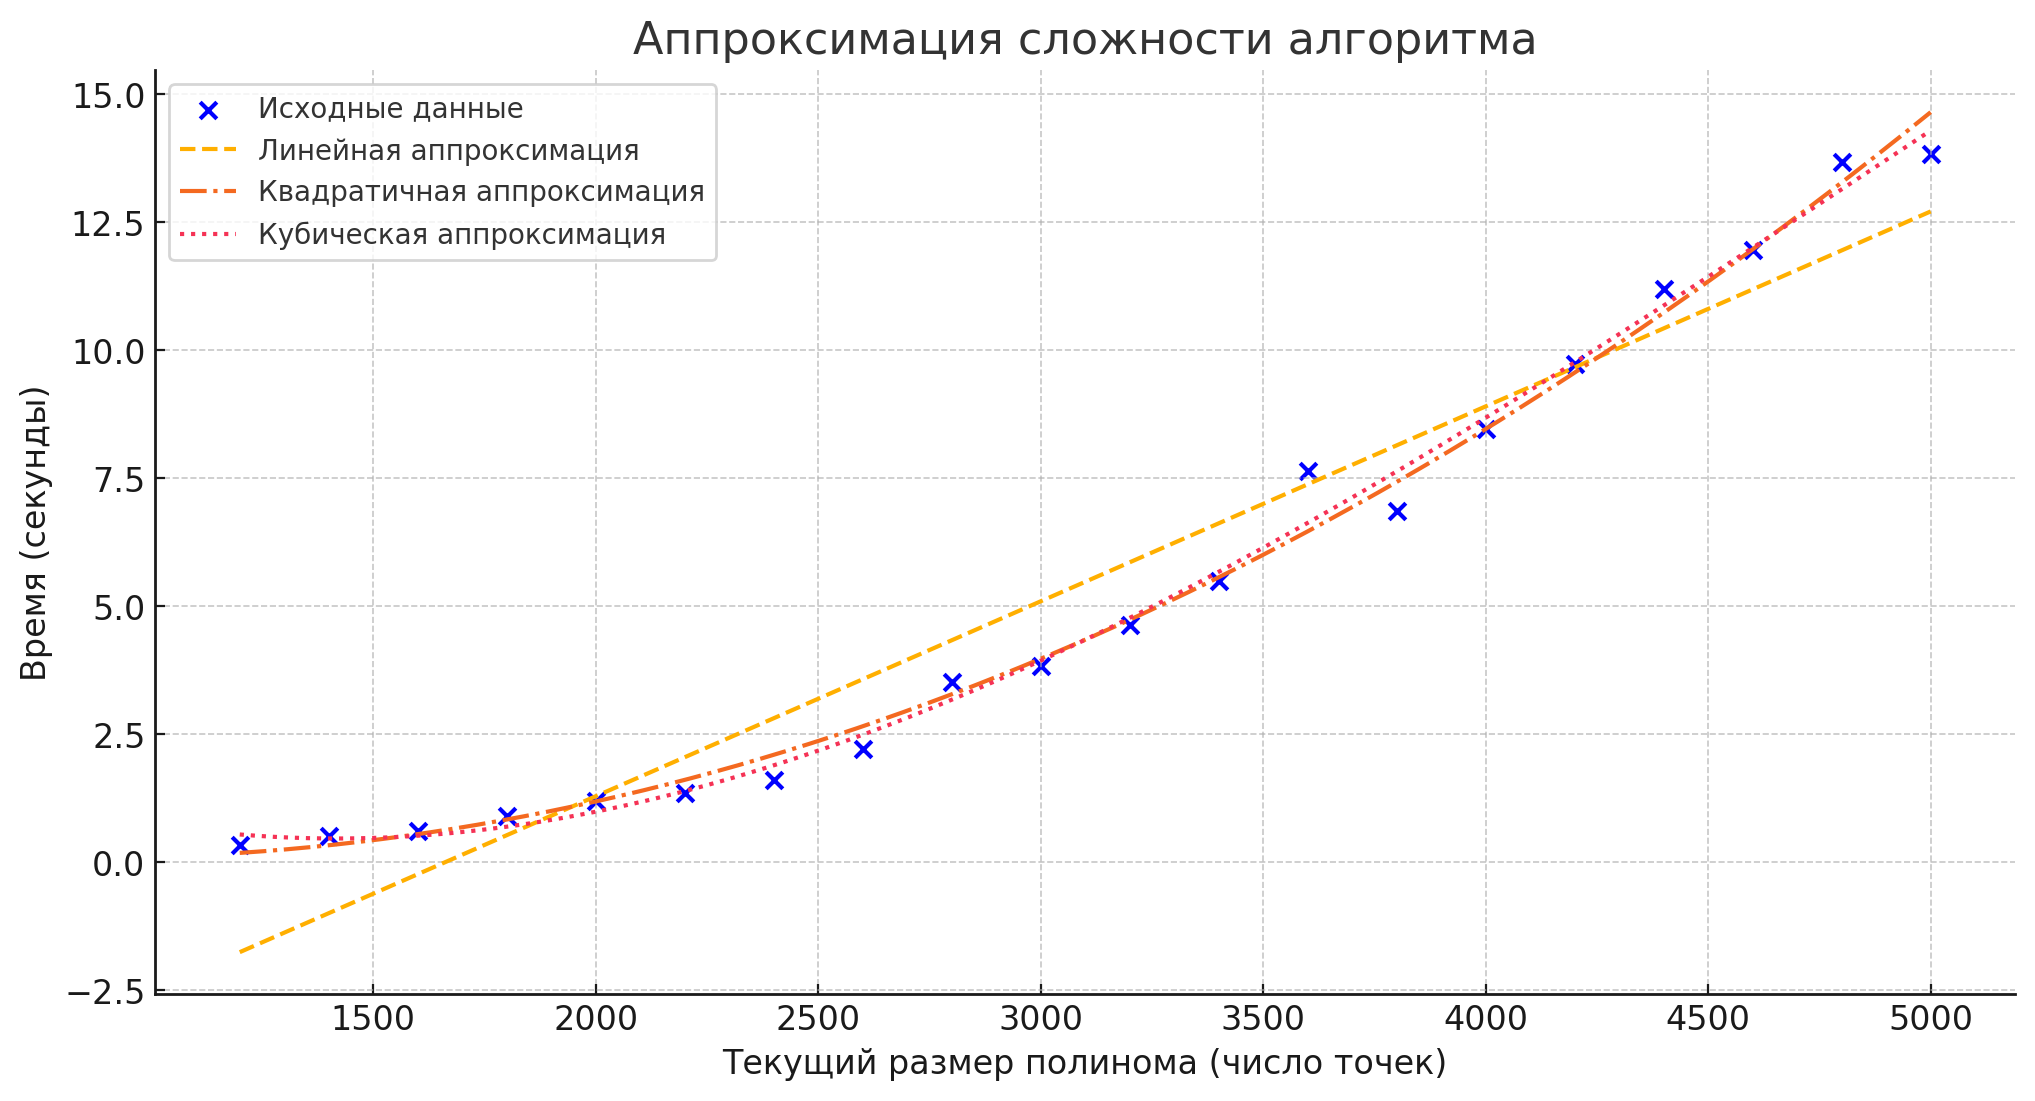 Аппроксимация сложности алгоритма
Исходные данные
Линейная аппроксимация
Квадратичная аппроксимация
Кубическая аппроксимация
Время (секунды)
15.0
12.5
10.0
7.5
5.0
2.5
0.0
−2.5
1500 2000 2500 3000 3500 4000 4500 5000
Текущий размер полинома (число точек)